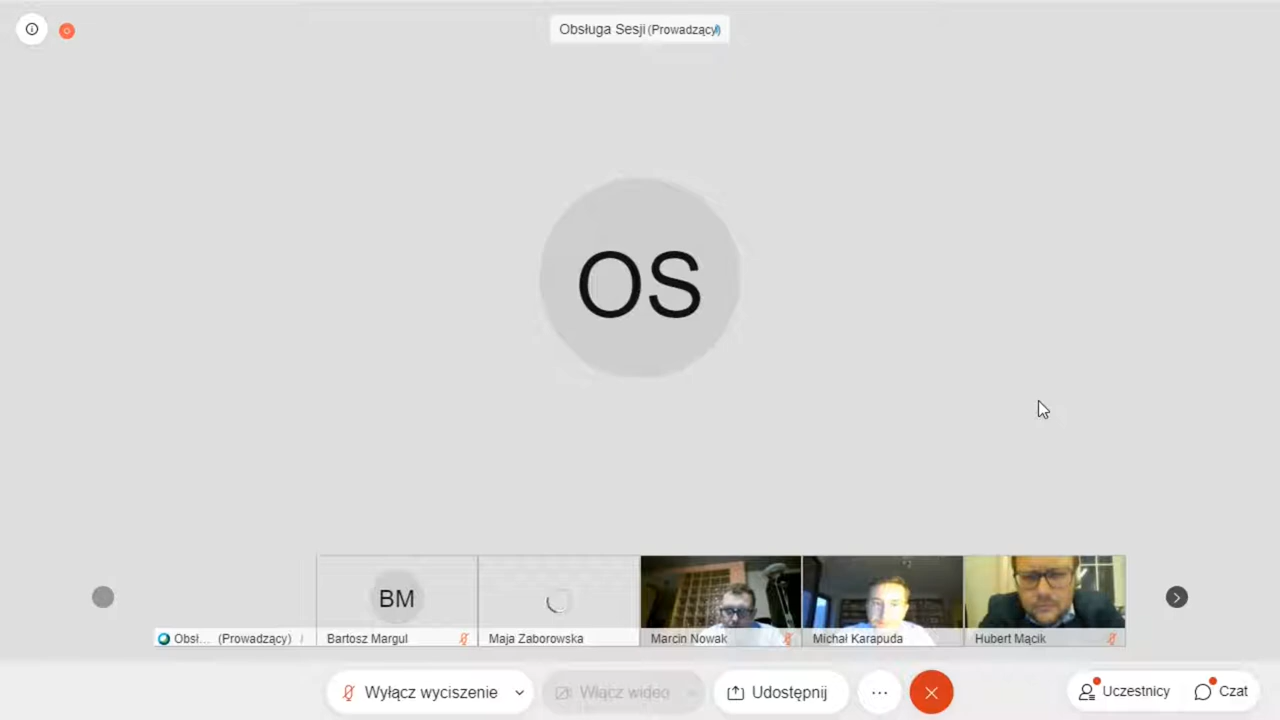 Obsługa Sesji (Prowadzący)
OS
BM
Obsł... (Prowadzący)
Bartosz Margul
Maja Zaborowska
Marcin Nowak
Michał Karapuda
Hubert Mącik
Wyłącz wyciszenie
Włącz wideo
Udostępnij
Uczestnicy
Czat